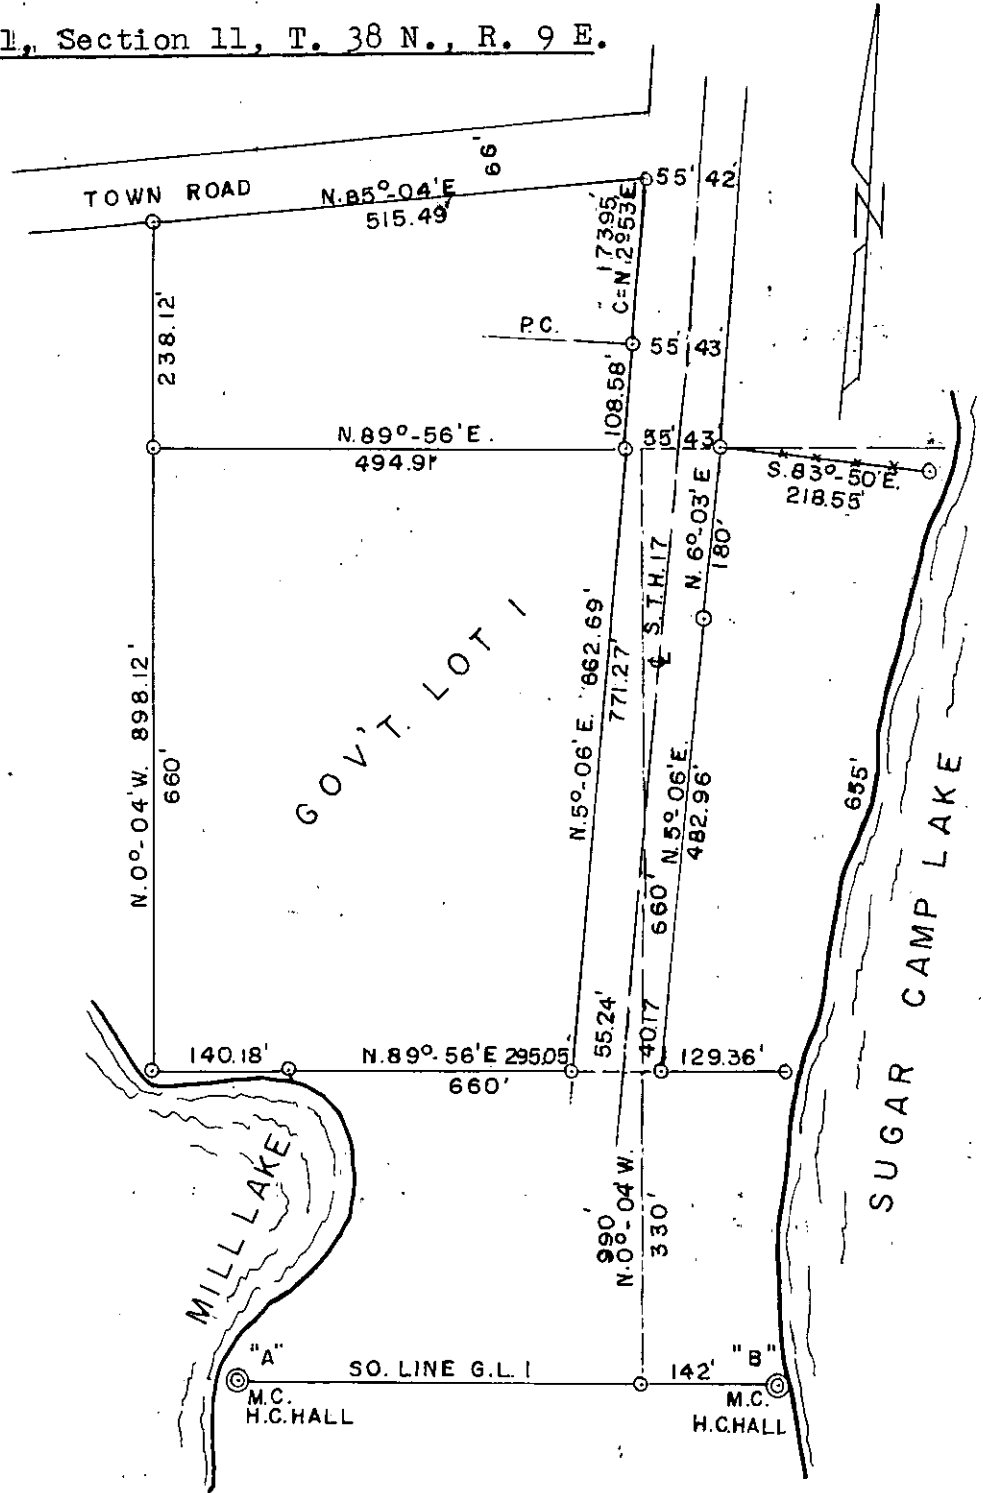 1, Section 11, T. 38 N., R. 9 E.
66'
TOWN ROAD
N.85°-04'E
515.49'
55' 42'
173.95'
C=N.2°53'E
238.12'
P.C.
55' 43'
108.58'
N.89°-56'E.
494.91'
55' 43'
S.83°-50'E.
218.55'
N.6°-03'E
180'
S.T.H. 17
GOV'T. LOT 1
N.5°-06'E. 662.69'
771.27'
N.0°-04'W. 898.12'
660'
N.5°-06'E.
482.96'
660'
655'
SUGAR CAMP LAKE
140.18'
N.89°-56'E 295.05'
660'
55.24'
40.17
129.36'
MILL LAKE
990'
N.0°-04'W.
330'
"A"
SO. LINE G.L. 1
142'
"B"
M.C.
H.C.HALL
M.C.
H.C.HALL